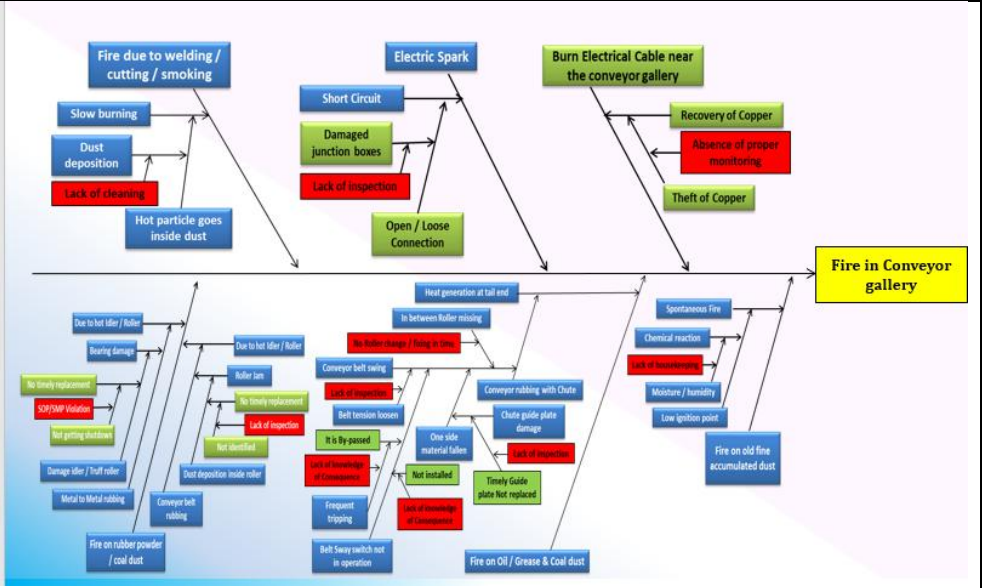 Fire due to welding /
cutting / smoking
Electric Spark
Burn Electrical Cable near
the conveyor gallery
Slow burning
Short Circuit
Recovery of Copper
Dust
deposition
Damaged
junction boxes
Absence of proper
monitoring
Lack of cleaning
Lack of inspection
Theft of Copper
Hot particle goes
inside dust
Open / Loose
Connection
Fire in Conveyor
gallery
Heat generation at tail end
In between Roller missing
Spontaneous Fire
Due to hot Idler / Roller
Due to hot Idler / Roller
No Roller change / fixing in time
Chemical reaction
Bearing damage
Conveyor belt swing
Lack of housekeeping
Roller Jam
No timely replacement
Lack of inspection
Conveyor rubbing with Chute
Moisture / humidity
No timely replacement
SOP/SMP Violation
Belt tension loosen
Chute guide plate
damage
Low ignition point
Lack of inspection
Not getting shutdown
It is By-passed
One side
material fallen
Not identified
Lack of inspection
Fire on old fine
accumulated dust
Damage idler / Truff roller
Dust deposition inside roller
Lack of knowledge
of Consequence
Not installed
Timely Guide
plate Not replaced
Metal to Metal rubbing
Conveyor belt
rubbing
Frequent
tripping
Lack of knowledge
of Consequence
Fire on rubber powder
/ coal dust
Belt Sway switch not
in operation
Fire on Oil / Grease & Coal dust